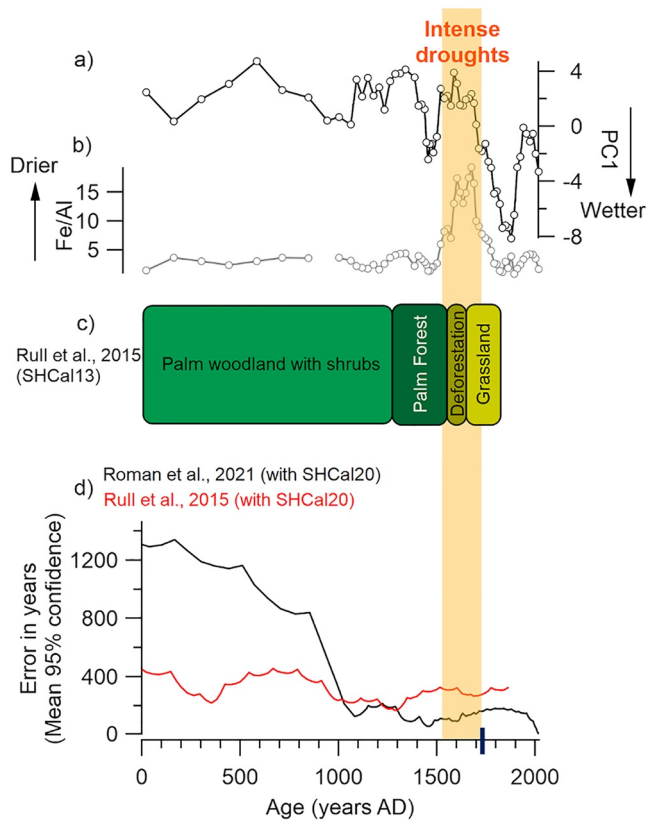 Intense
droughts
a)
4
0
-4
-8
PC1
Wetter
b)
Drier
15
10
5
Fe/Al
c)
Rull et al., 2015
(SHCal13)
Palm woodland with shrubs
Palm Forest
Deforestation
Grassland
Roman et al., 2021 (with SHCal20)
d)
Rull et al., 2015 (with SHCal20)
1200
800
400
0
Error in years
(Mean 95% confidence)
0
500
1000
1500
2000
Age (years AD)